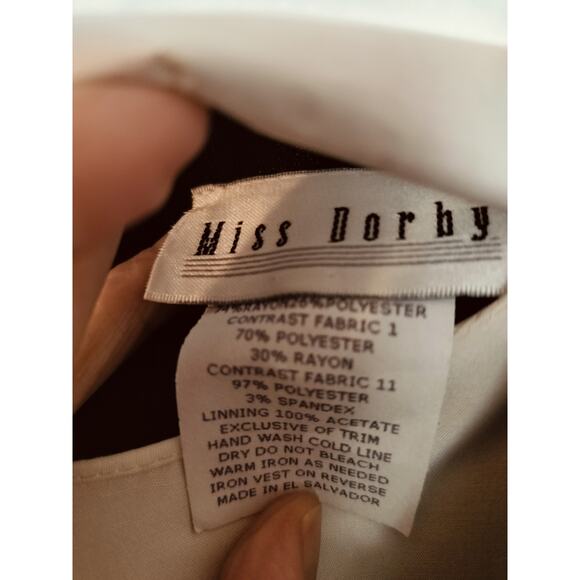 Miss Dorby
74%RAYON26%POLYESTER
CONTRAST FABRIC 1
70% POLYESTER
30% RAYON
CONTRAST FABRIC 11
97% POLYESTER
3% SPANDEX
LINNING 100% ACETATE
EXCLUSIVE OF TRIM
HAND WASH COLD LINE
DRY DO NOT BLEACH
WARM IRON AS NEEDED
IRON VEST ON REVERSE
MADE IN EL SALVADOR